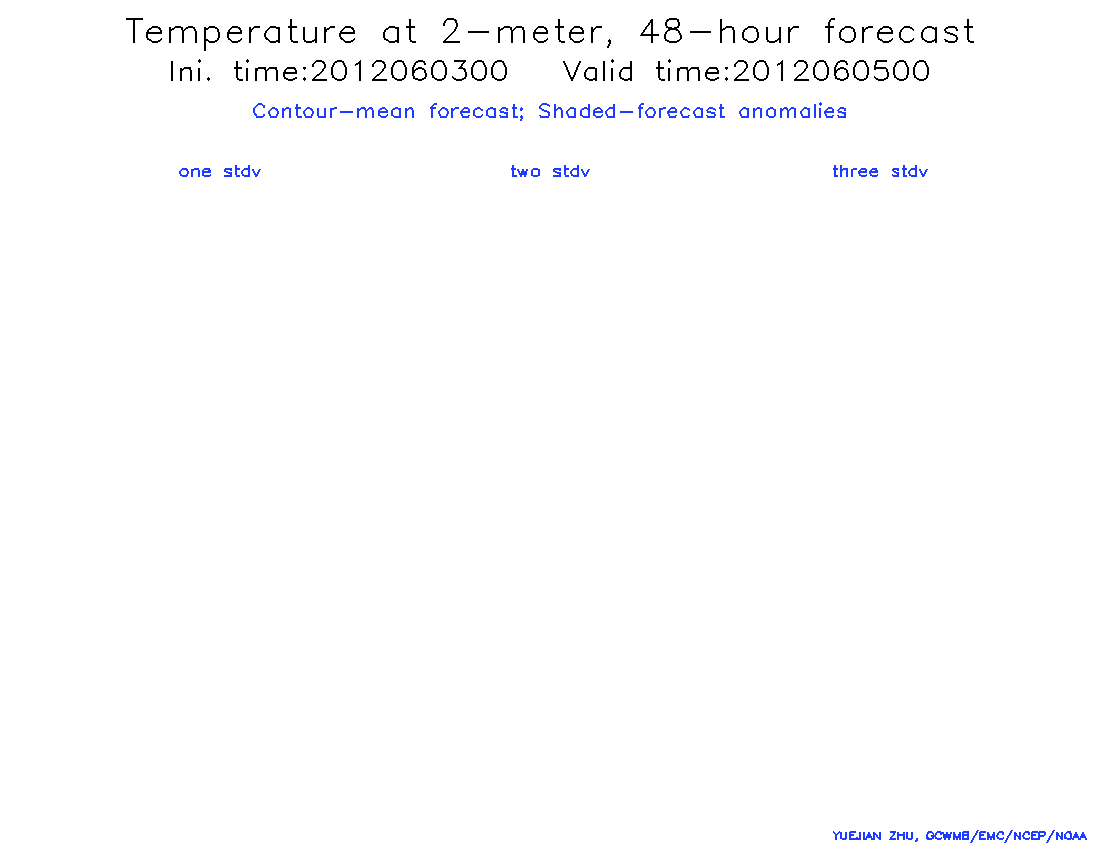 Temperature at 2-meter, 48-hour forecast
Ini. time:2012060300 Valid time:2012060500
Contour-mean forecast; Shaded-forecast anomalies
one stdv two stdv three stdv
YUEJIAN ZHU, GCWMB/EMC/NCEP/NOAA